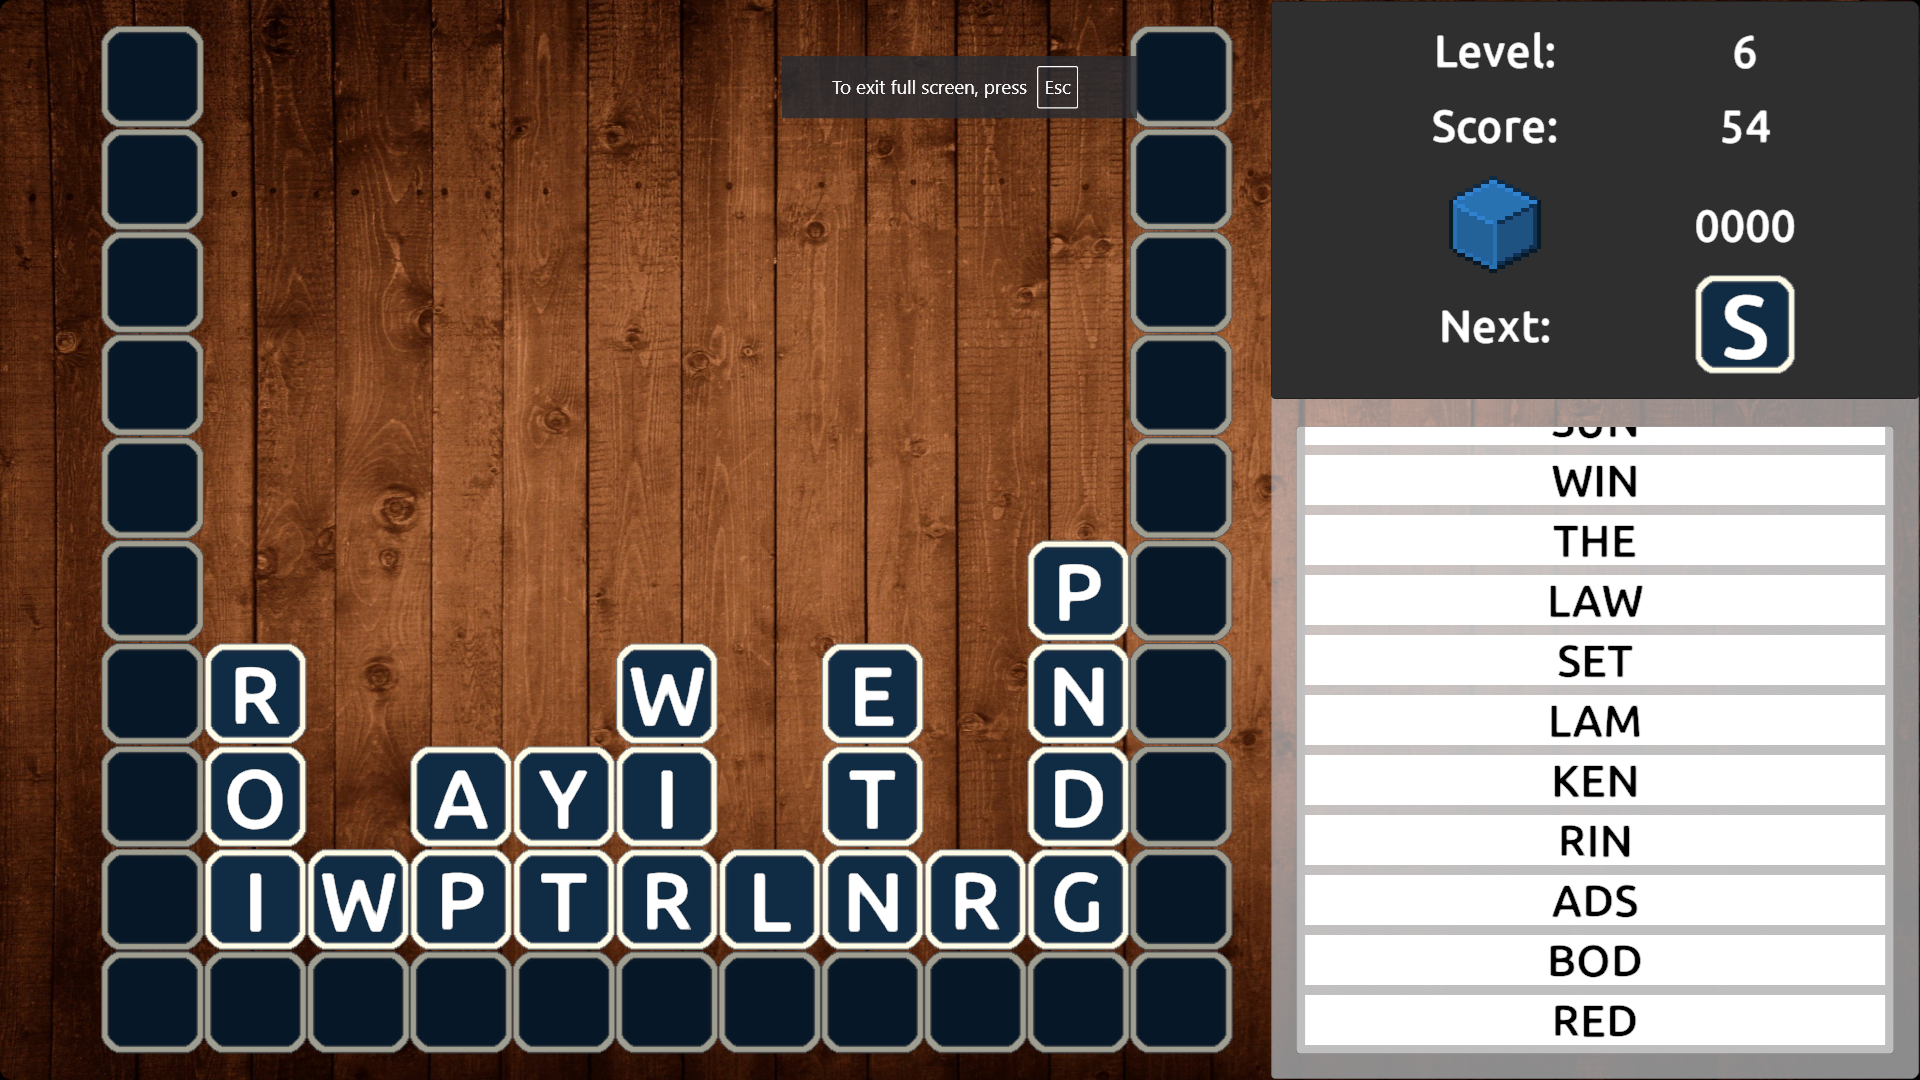 To exit full screen, press Esc
Level: 6
Score: 54
0000
Next: S
SUN
WIN
THE
LAW
SET
LAM
KEN
RIN
ADS
BOD
RED
P
R W E N
O A Y I T D
I W P T R L N R G